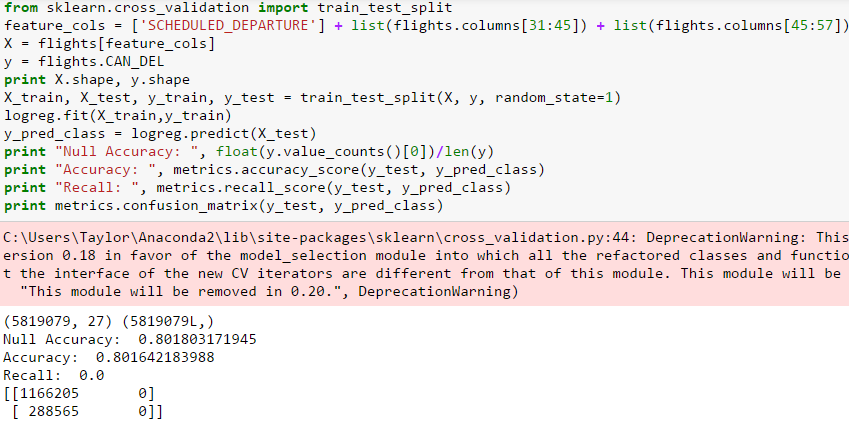 from sklearn.cross_validation import train_test_split
feature_cols = ['SCHEDULED_DEPARTURE'] + list(flights.columns[31:45]) + list(flights.columns[45:57])
X = flights[feature_cols]
y = flights.CAN_DEL
print X.shape, y.shape
X_train, X_test, y_train, y_test = train_test_split(X, y, random_state=1)
logreg.fit(X_train,y_train)
y_pred_class = logreg.predict(X_test)
print "Null Accuracy: ", float(y.value_counts()[0])/len(y)
print "Accuracy: ", metrics.accuracy_score(y_test, y_pred_class)
print "Recall: ", metrics.recall_score(y_test, y_pred_class)
print metrics.confusion_matrix(y_test, y_pred_class)
C:\Users\Taylor\Anaconda2\lib\site-packages\sklearn\cross_validation.py:44: DeprecationWarning: This
ersion 0.18 in favor of the model_selection module into which all the refactored classes and functio
t the interface of the new CV iterators are different from that of this module. This module will be
"This module will be removed in 0.20.", DeprecationWarning)
(5819079, 27) (5819079L,)
Null Accuracy:  0.801803171945
Accuracy:  0.801642183988
Recall:  0.0
[[1166205       0]
 [ 288565       0]]